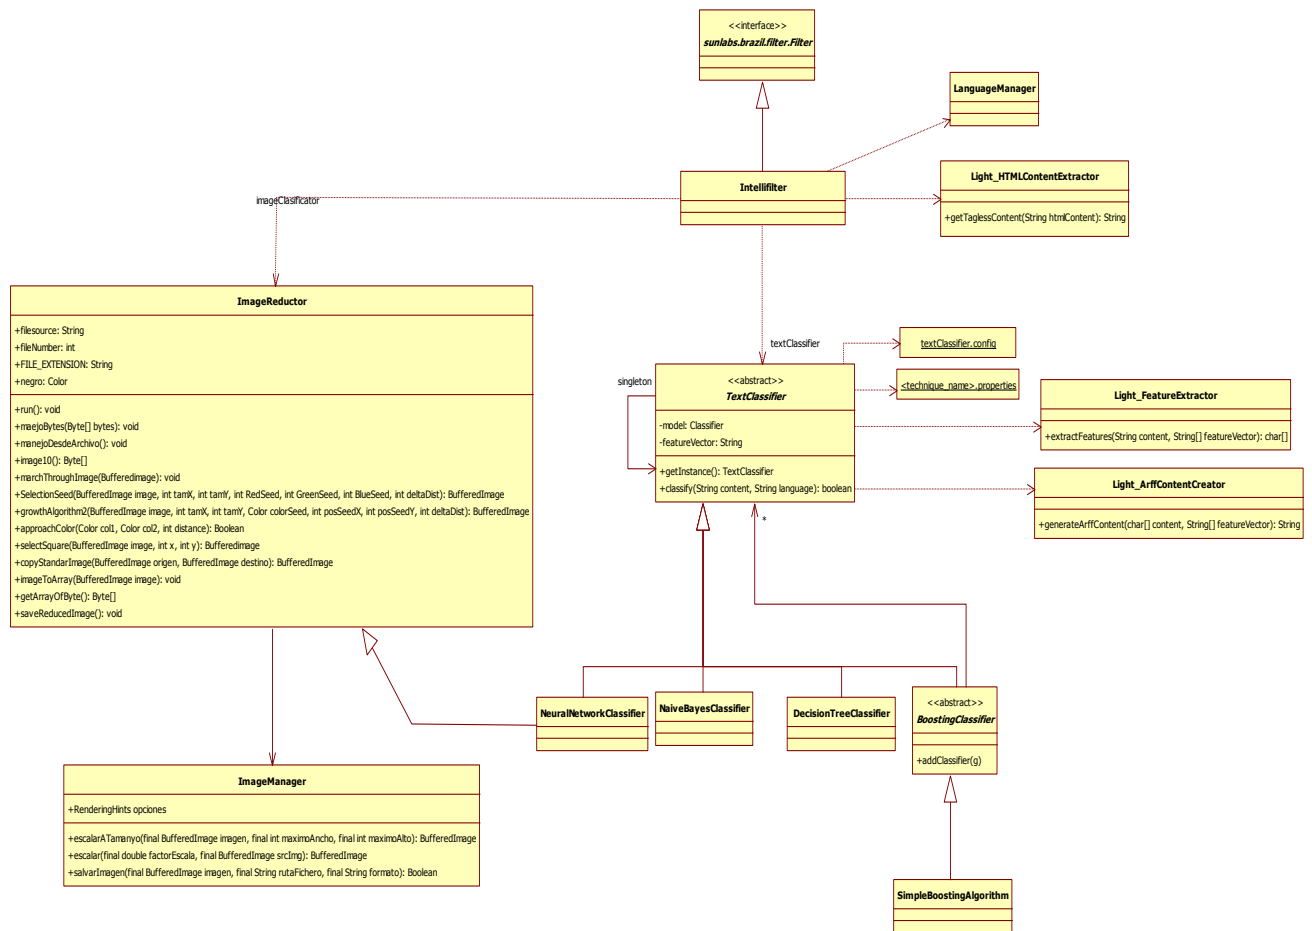 <<interface>>
sunlabs.brazil.filter.Filter
LanguageManager
Intellifilter
Light_HTMLContentExtractor
+getTaglessContent(String htmlContent): String
imageClasificator
ImageReductor
+filesource: String
+fileNumber: int
+FILE_EXTENSION: String
+negro: Color
+run(): void
+maejoBytes(Byte[] bytes): void
+manejoDesdeArchivo(): void
+image10(): Byte[]
+marchThroughImage(Bufferedimage): void
+SelectionSeed(BufferedImage image, int tamX, int tamY, int RedSeed, int GreenSeed, int BlueSeed, int deltaDist): BufferedImage
+growthAlgorithm2(BufferedImage image, int tamX, int tamY, Color colorSeed, int posSeedX, int posSeedY, int deltaDist): BufferedImage
+approachColor(Color col1, Color col2, int distance): Boolean
+selectSquare(BufferedImage image, int x, int y): Bufferedimage
+copyStandarImage(BufferedImage origen, BufferedImage destino): BufferedImage
+imageToArray(BufferedImage image): void
+getArrayOfByte(): Byte[]
+saveReducedImage(): void
textClassifier
textClassifier.config
<technique_name>.properties
singleton
<<abstract>>
TextClassifier
-model: Classifier
-featureVector: String
+getInstance(): TextClassifier
+classify(String content, String language): boolean
Light_FeatureExtractor
+extractFeatures(String content, String[] featureVector): char[]
Light_ArffContentCreator
+generateArffContent(char[] content, String[] featureVector): String
*
NeuralNetworkClassifier
NaiveBayesClassifier
DecisionTreeClassifier
<<abstract>>
BoostingClassifier
+addClassifier(g)
ImageManager
+RenderingHints opciones
+escalarATamanyo(final BufferedImage imagen, final int maximoAncho, final int maximoAlto): BufferedImage
+escalar(final double factorEscala, final BufferedImage srcImg): BufferedImage
+salvarImagen(final BufferedImage imagen, final String rutaFichero, final String formato): Boolean
SimpleBoostingAlgorithm